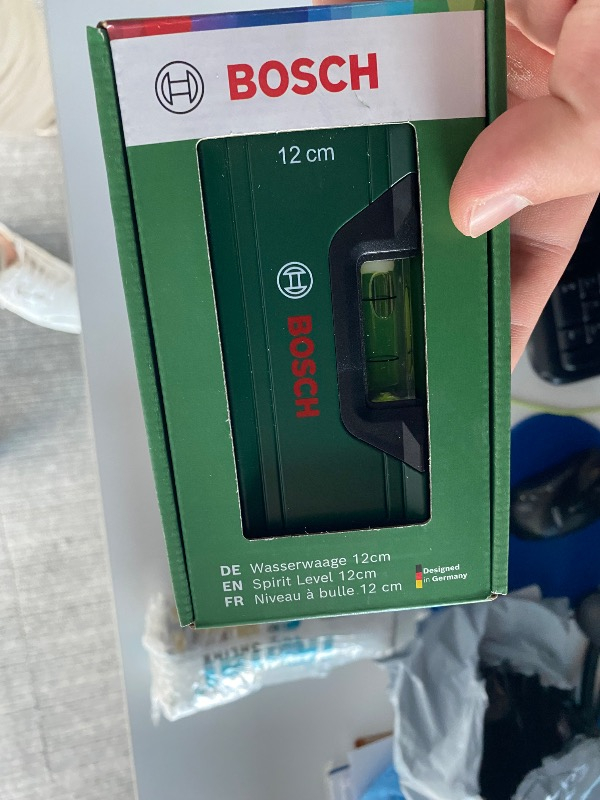 BOSCH
12 cm
BOSCH
DE Wasserwaage 12cm
EN Spirit Level 12cm
FR Niveau à bulle 12 cm
Designed
in Germany